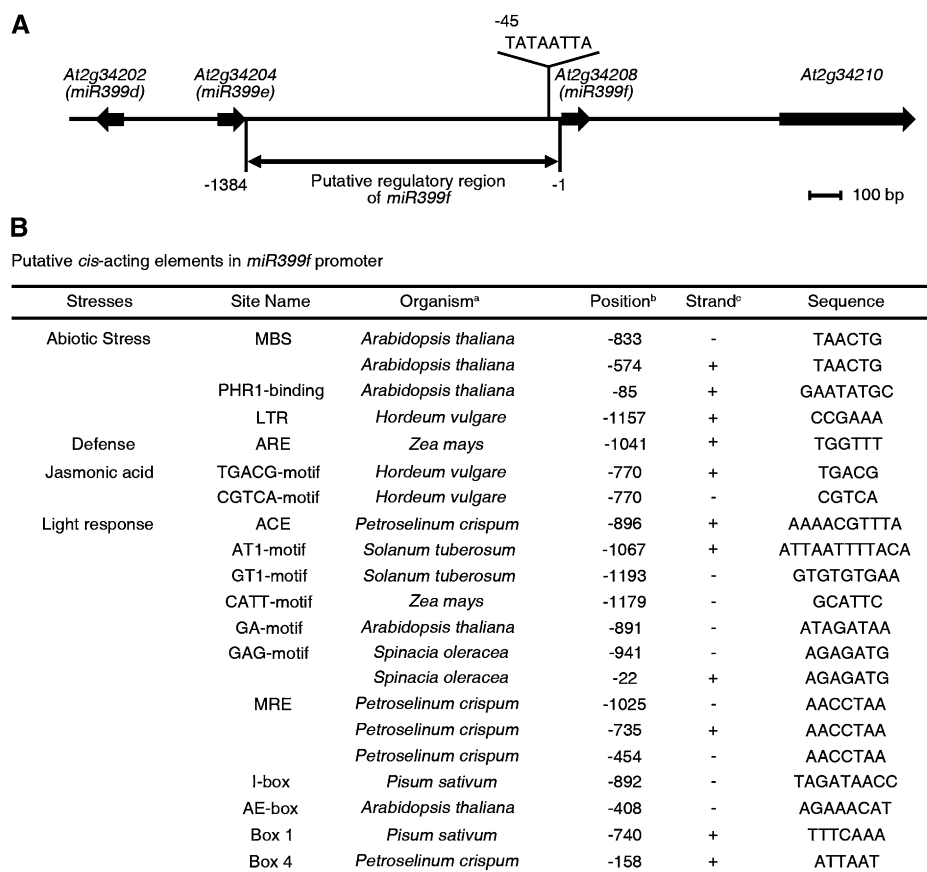 A
-45
TATAATTA
At2g34202 At2g34204 At2g34208 At2g34210
(miR399d) (miR399e) (miR399f)
-1384 Putative regulatory region -1
of miR399f
100 bp
B
Putative cis-acting elements in miR399f promoter
Stresses Site Name Organismᵃ Positionᵇ Strandᶜ Sequence
Abiotic Stress MBS Arabidopsis thaliana -833 - TAACTG
Arabidopsis thaliana -574 + TAACTG
PHR1-binding Arabidopsis thaliana -85 + GAATATGC
LTR Hordeum vulgare -1157 + CCGAAA
Defense ARE Zea mays -1041 + TGGTTT
Jasmonic acid TGACG-motif Hordeum vulgare -770 + TGACG
CGTCA-motif Hordeum vulgare -770 - CGTCA
Light response ACE Petroselinum crispum -896 + AAAACGTTTA
AT1-motif Solanum tuberosum -1067 + ATTAATTTTACA
GT1-motif Solanum tuberosum -1193 - GTGTGTGAA
CATT-motif Zea mays -1179 - GCATTC
GA-motif Arabidopsis thaliana -891 - ATAGATAA
GAG-motif Spinacia oleracea -941 - AGAGATG
Spinacia oleracea -22 + AGAGATG
MRE Petroselinum crispum -1025 - AACCTAA
Petroselinum crispum -735 + AACCTAA
Petroselinum crispum -454 - AACCTAA
I-box Pisum sativum -892 - TAGATAACC
AE-box Arabidopsis thaliana -408 - AGAAACAT
Box 1 Pisum sativum -740 + TTTCAAA
Box 4 Petroselinum crispum -158 + ATTAAT